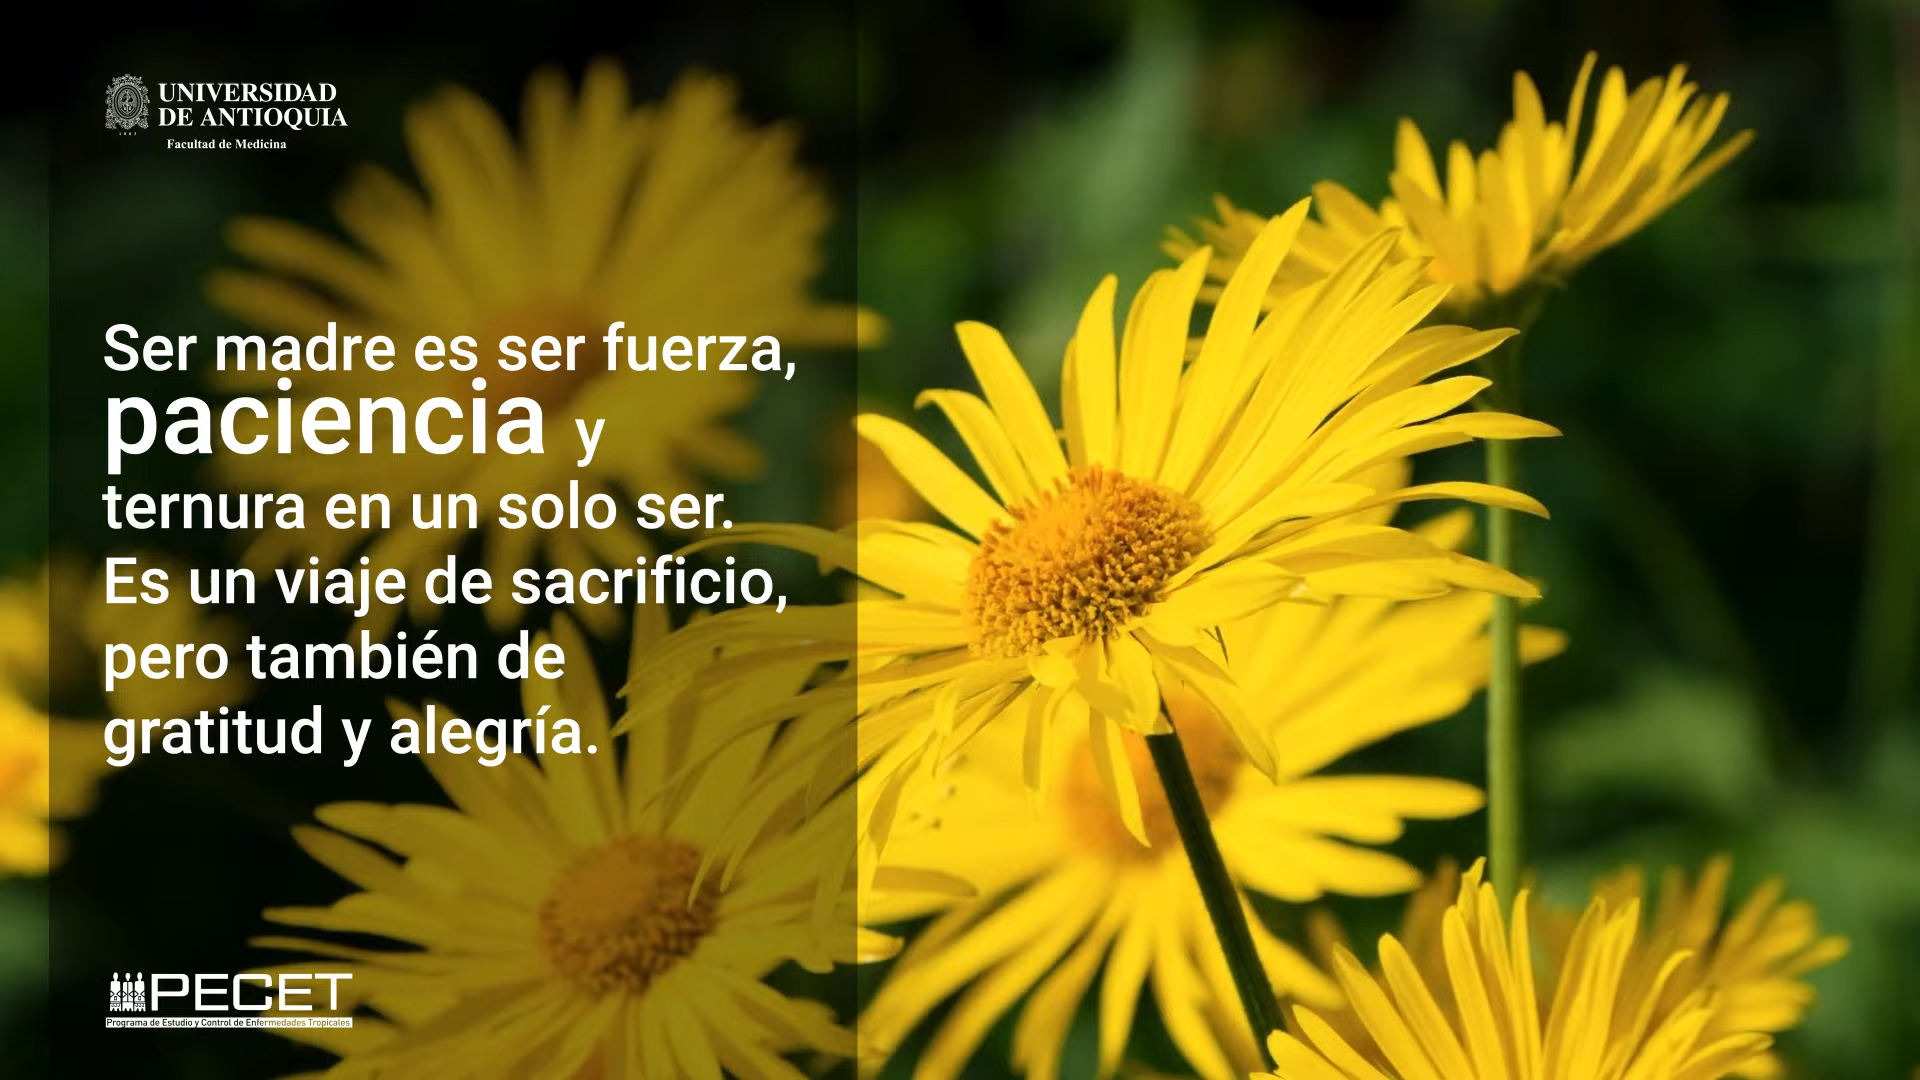 UNIVERSIDAD
DE ANTIOQUIA
1803
Facultad de Medicina
Ser madre es ser fuerza,
paciencia y
ternura en un solo ser.
Es un viaje de sacrificio,
pero también de
gratitud y alegría.
PECET
Programa de Estudio y Control de Enfermedades Tropicales